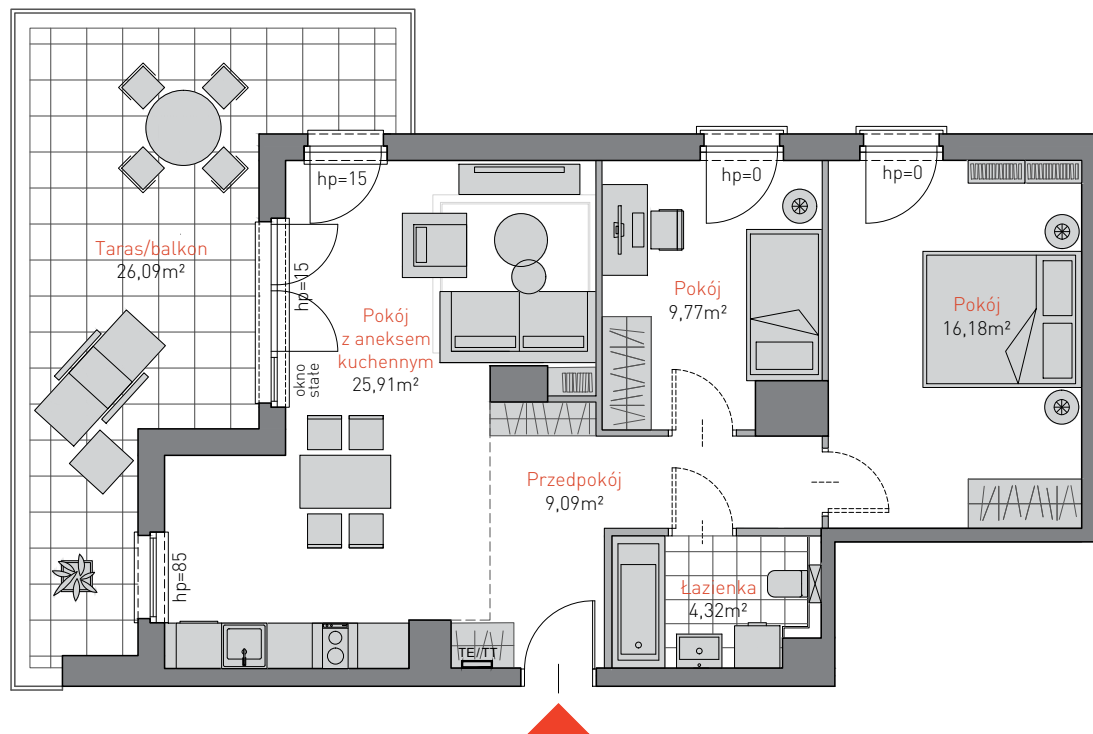 hp=15
hp=0
hp=0
Taras/balkon
26,09m²
hp=15
okno
stałe
Pokój
z aneksem
kuchennym
25,91m²
Pokój
9,77m²
Pokój
16,18m²
Przedpokój
9,09m²
hp=85
Łazienka
4,32m²
TE/TT